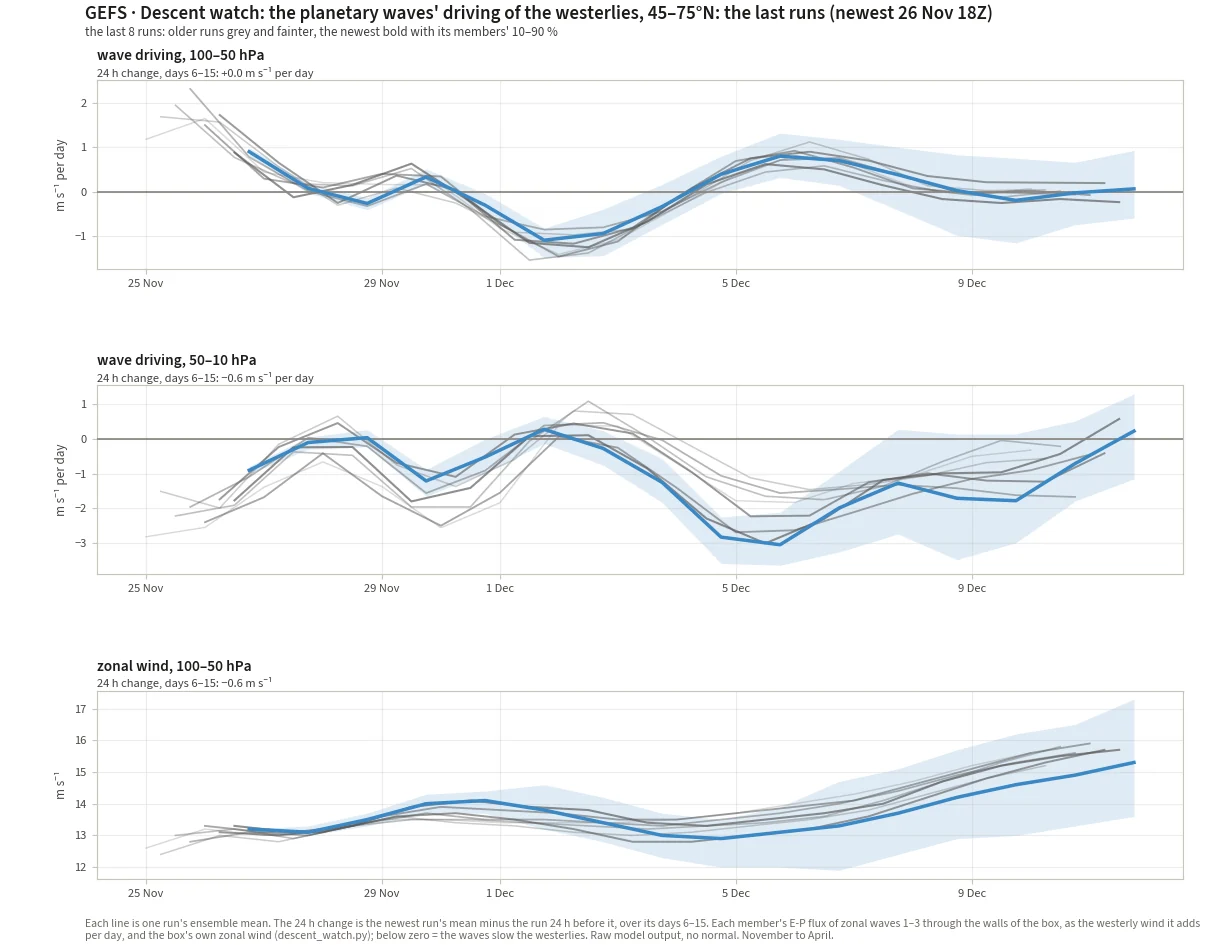 GEFS · Descent watch: the planetary waves' driving of the westerlies, 45–75°N: the last runs (newest 26 Nov 18Z)
the last 8 runs: older runs grey and fainter, the newest bold with its members' 10–90 %
wave driving, 100–50 hPa
24 h change, days 6–15: +0.0 m s⁻¹ per day
m s⁻¹ per day
2
1
0
−1
25 Nov
29 Nov
1 Dec
5 Dec
9 Dec
wave driving, 50–10 hPa
24 h change, days 6–15: −0.6 m s⁻¹ per day
m s⁻¹ per day
1
0
−1
−2
−3
25 Nov
29 Nov
1 Dec
5 Dec
9 Dec
zonal wind, 100–50 hPa
24 h change, days 6–15: −0.6 m s⁻¹
m s⁻¹
17
16
15
14
13
12
25 Nov
29 Nov
1 Dec
5 Dec
9 Dec
Each line is one run's ensemble mean. The 24 h change is the newest run's mean minus the run 24 h before it, over its days 6–15. Each member's E-P flux of zonal waves 1–3 through the walls of the box, as the westerly wind it adds
per day, and the box's own zonal wind (descent_watch.py); below zero = the waves slow the westerlies. Raw model output, no normal. November to April.